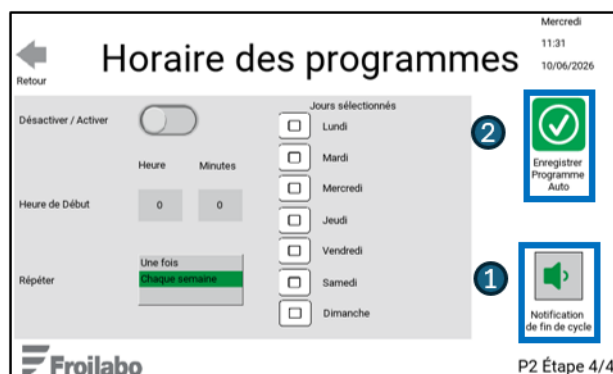 Mercredi
11:31
10/06/2026
Retour
Horaire des programmes
Désactiver / Activer
Heure
Minutes
Heure de Début
0
0
Répéter
Une fois
Chaque semaine
Jours sélectionnés
Lundi
Mardi
Mercredi
Jeudi
Vendredi
Samedi
Dimanche
2
Enregistrer
Programme
Auto
1
Notification
de fin de cycle
Froilabo
P2 Étape 4/4